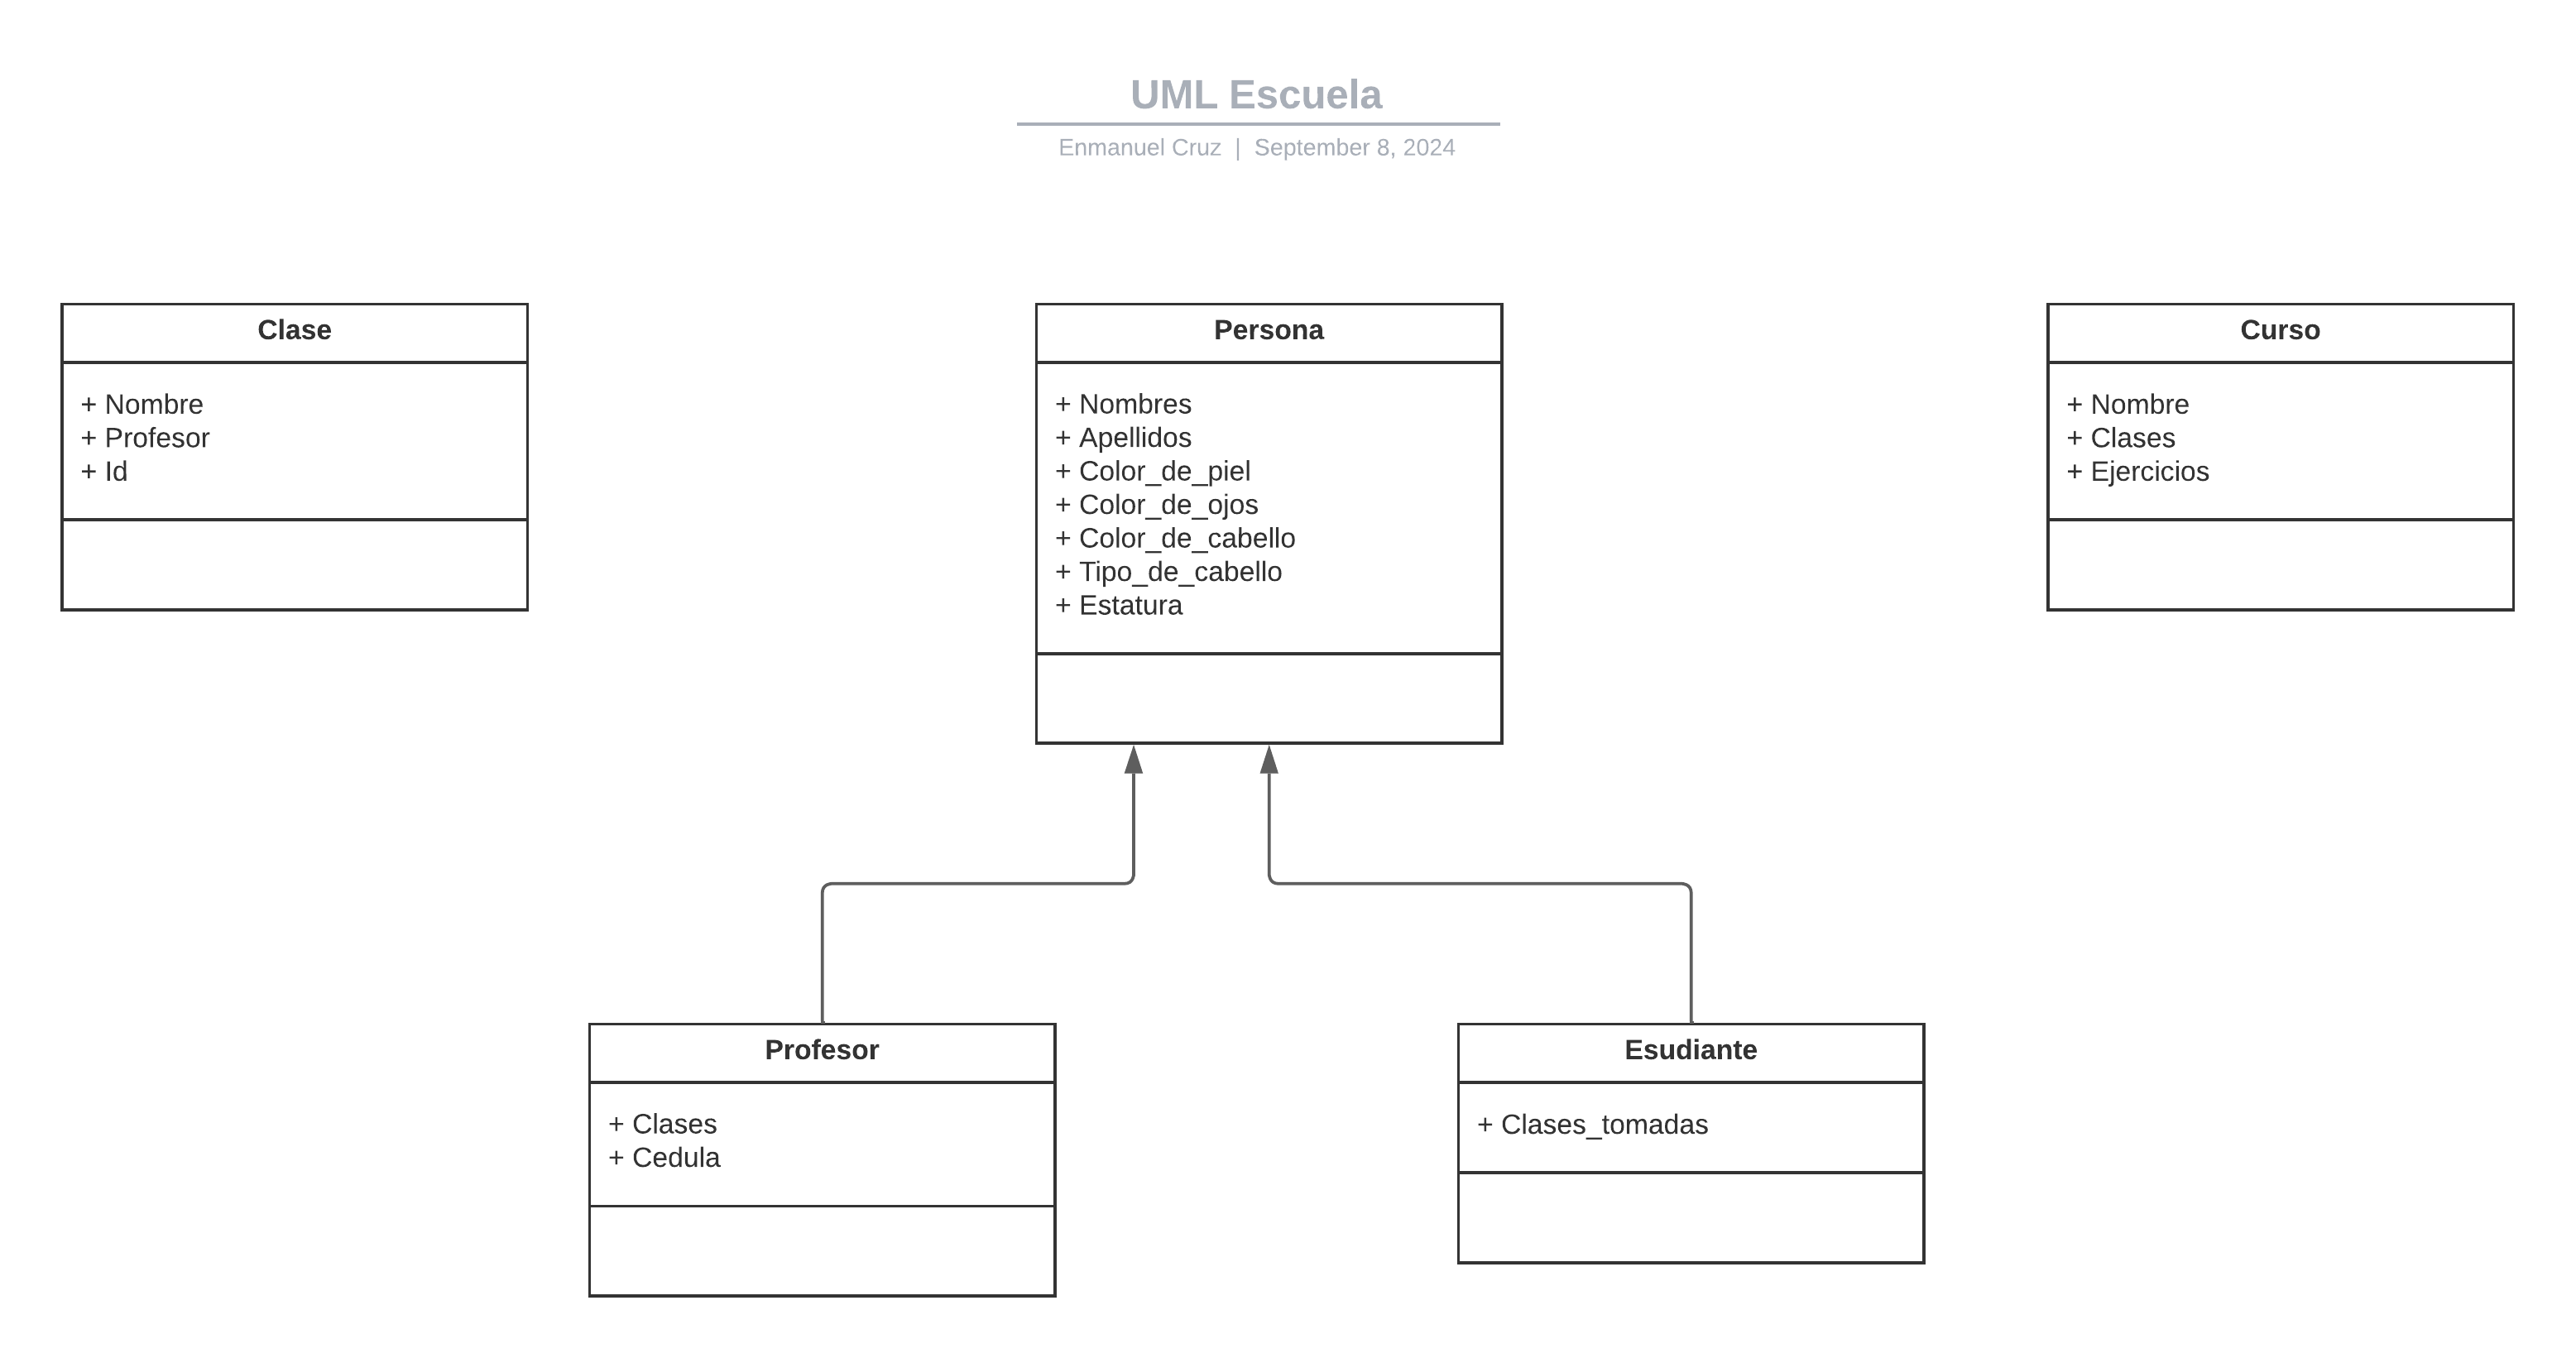 UML Escuela
Enmanuel Cruz | September 8, 2024
Clase
+ Nombre
+ Profesor
+ Id
Persona
+ Nombres
+ Apellidos
+ Color_de_piel
+ Color_de_ojos
+ Color_de_cabello
+ Tipo_de_cabello
+ Estatura
Curso
+ Nombre
+ Clases
+ Ejercicios
Profesor
+ Clases
+ Cedula
Esudiante
+ Clases_tomadas